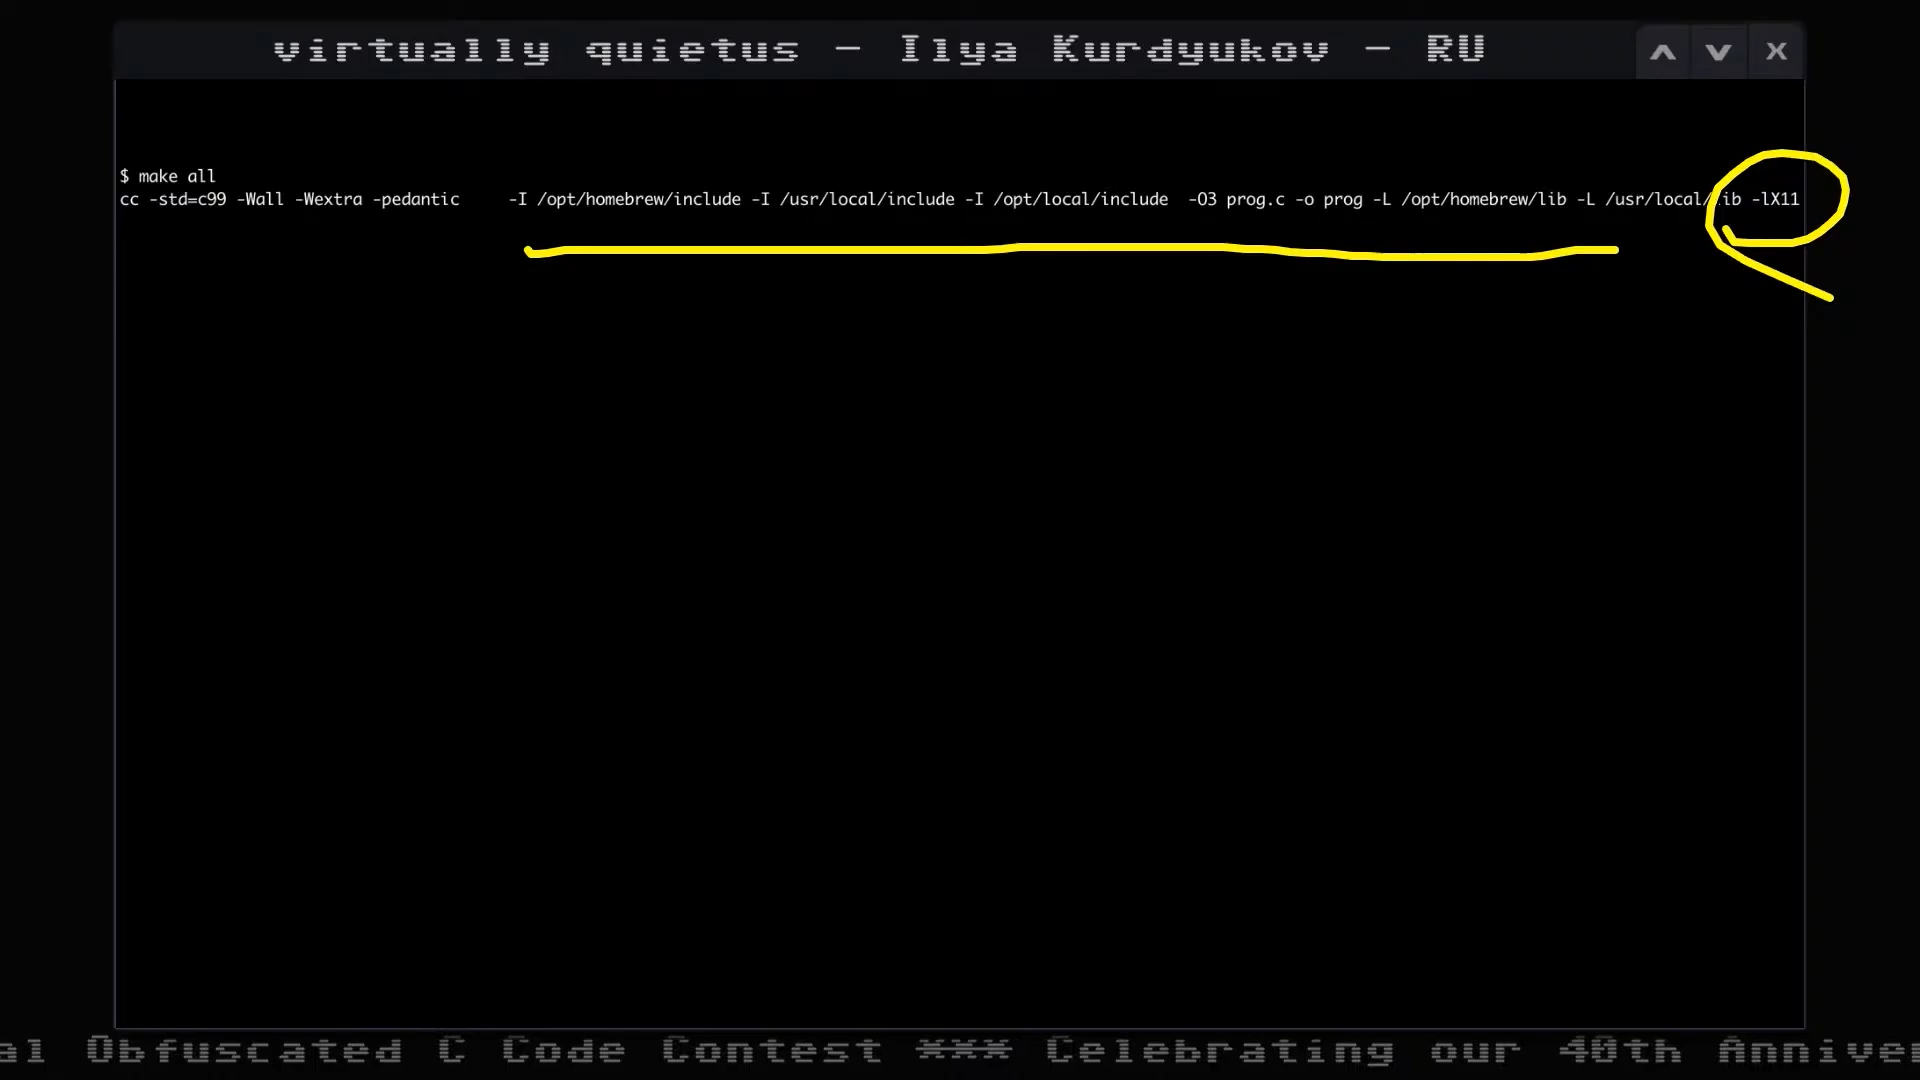 virtually quietus - Ilya Kurdyukov - RU
$ make all
cc -std=c99 -Wall -Wextra -pedantic -I /opt/homebrew/include -I /usr/local/include -I /opt/local/include -O3 prog.c -o prog -L /opt/homebrew/lib -L /usr/local/lib -lX11
al Obfuscated C Code Contest *** Celebrating our 40th Anniver